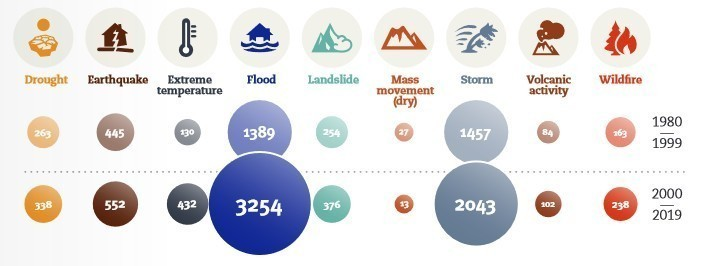 Drought Earthquake Extreme Flood Landslide Mass Storm Volcanic Wildfire
temperature movement activity
(dry)
263 445 130 1389 254 27 1457 84 163 1980
1999
338 552 432 3254 376 13 2043 102 238 2000
2019